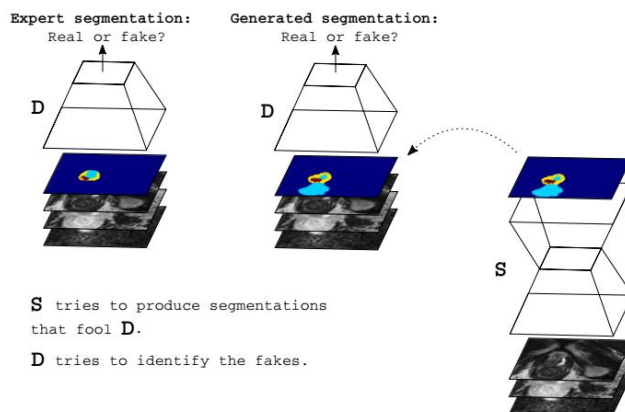 Expert segmentation:
Real or fake?
Generated segmentation:
Real or fake?
D
D
S
S tries to produce segmentations
that fool D.
D tries to identify the fakes.